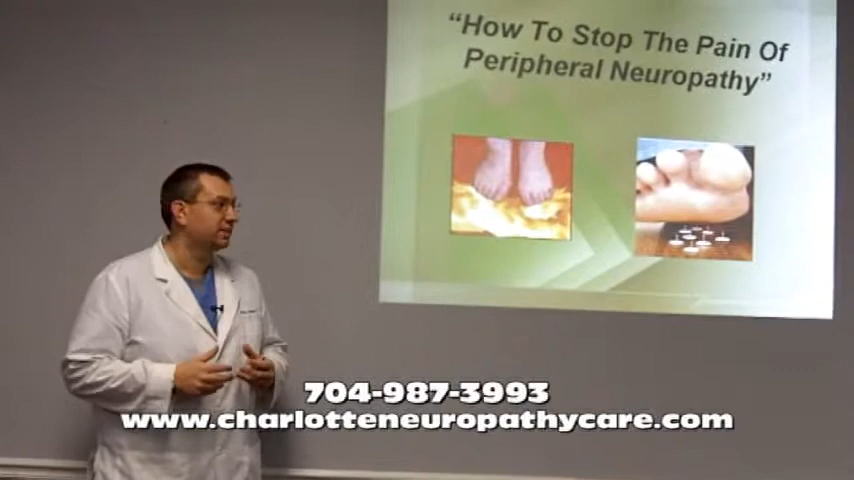 “How To Stop The Pain Of
Peripheral Neuropathy”
704-987-3993
www.charlotteneuropathycare.com